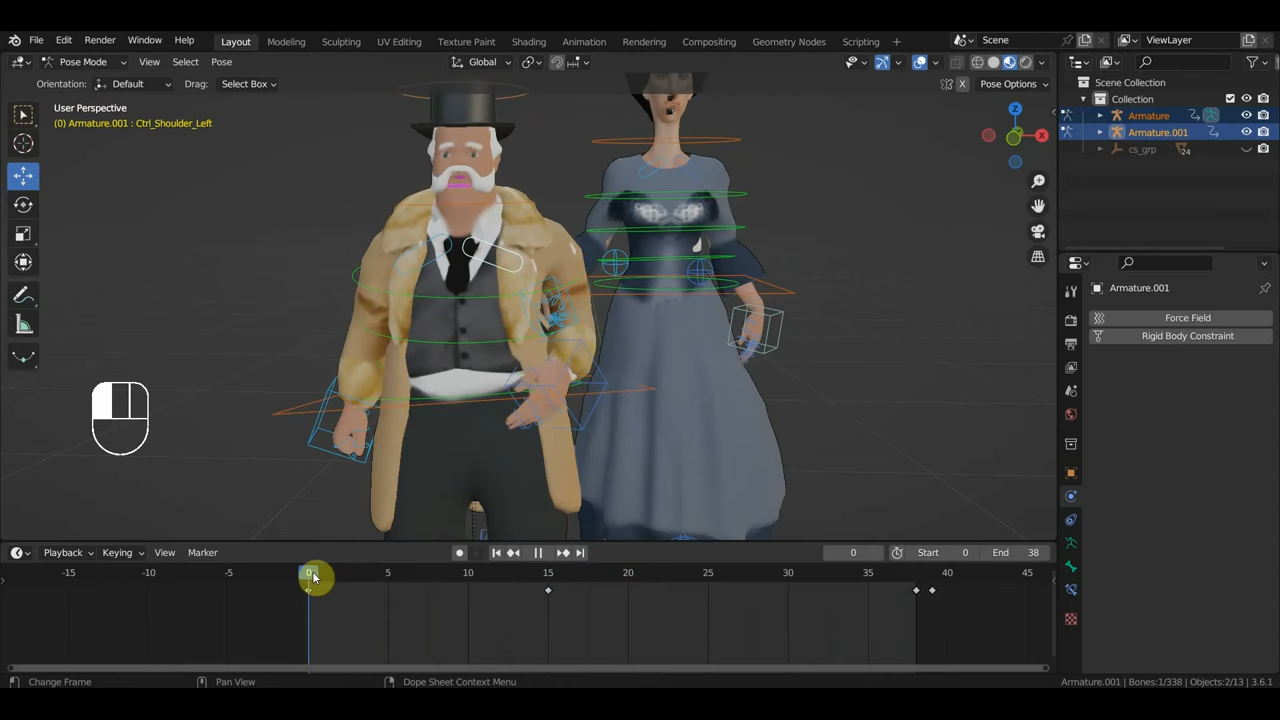 File Edit Render Window Help Layout Modeling Sculpting UV Editing Texture Paint Shading Animation Rendering Compositing Geometry Nodes Scripting + Scene ViewLayer
Pose Mode View Select Pose Global
Orientation: Default Drag: Select Box X Pose Options
User Perspective
(0) Armature.001 : Ctrl_Shoulder_Left
Z
X
Scene Collection
Collection
Armature
Armature.001
cs_grp 24
Armature.001
Force Field
Rigid Body Constraint
Playback Keying View Marker 0 Start 0 End 38
-15 -10 -5 0 5 10 15 20 25 30 35 40 45
Change Frame Pan View Dope Sheet Context Menu Armature.001 | Bones:1/338 | Objects:2/13 | 3.6.1